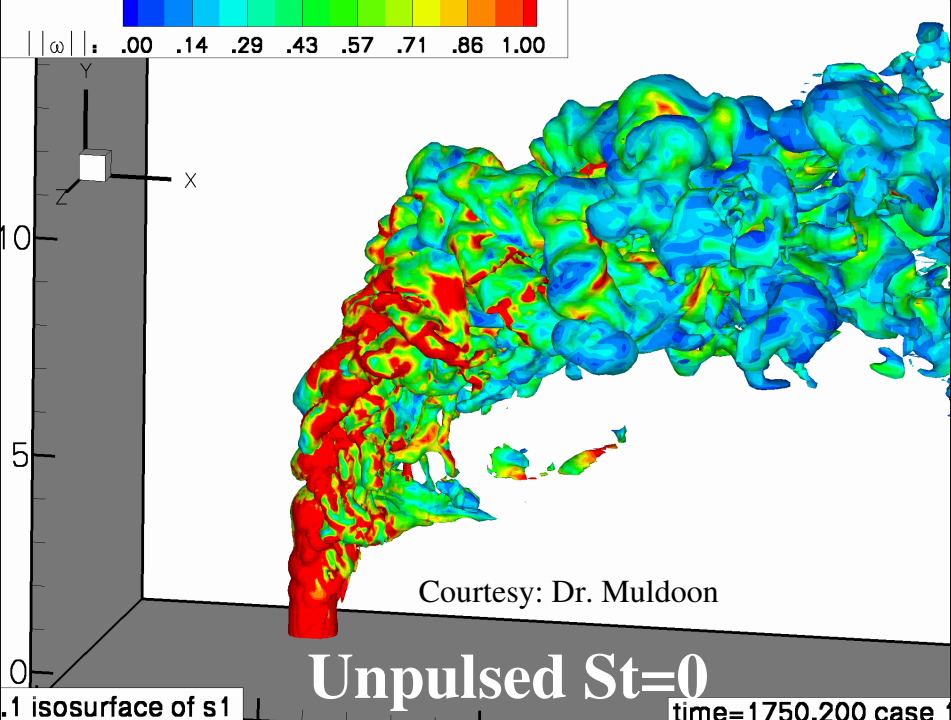 ||ω||: .00 .14 .29 .43 .57 .71 .86 1.00
Y
X
Z
10
5
Courtesy: Dr. Muldoon
0
Unpulsed St=0
.1 isosurface of s1
time=1750.200 case